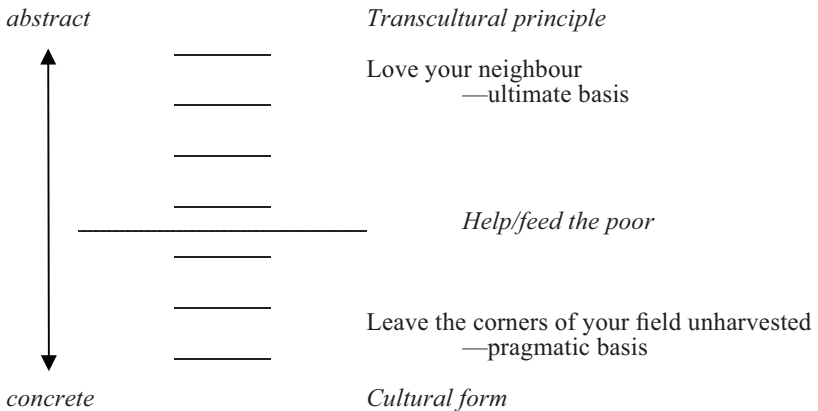 abstract
Transcultural principle
Love your neighbour
—ultimate basis
Help/feed the poor
Leave the corners of your field unharvested
—pragmatic basis
concrete
Cultural form